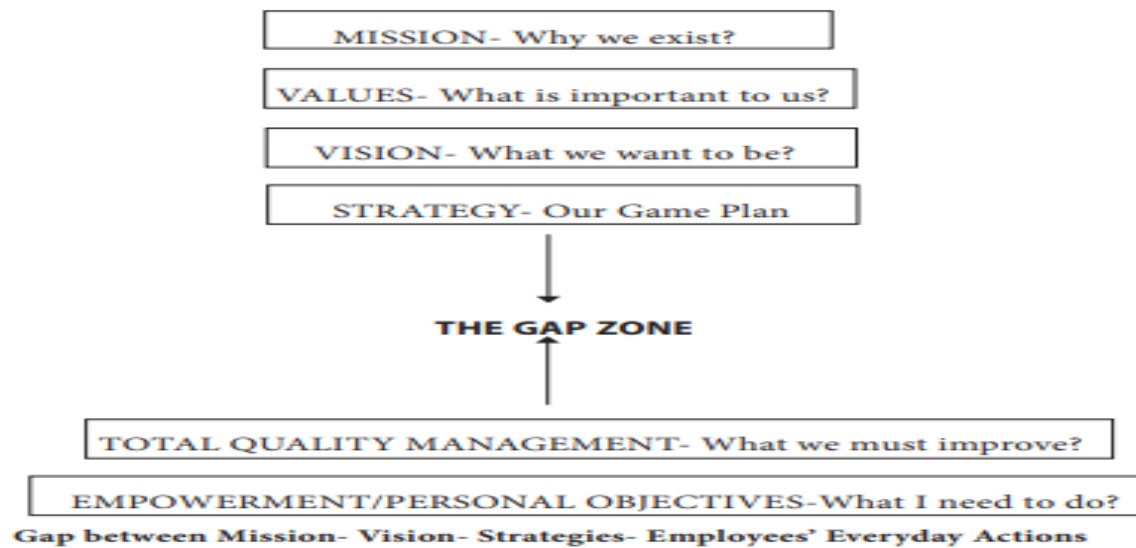 MISSION- Why we exist?
VALUES- What is important to us?
VISION- What we want to be?
STRATEGY- Our Game Plan
THE GAP ZONE
TOTAL QUALITY MANAGEMENT- What we must improve?
EMPOWERMENT/PERSONAL OBJECTIVES-What I need to do?
Gap between Mission- Vision- Strategies- Employees' Everyday Actions